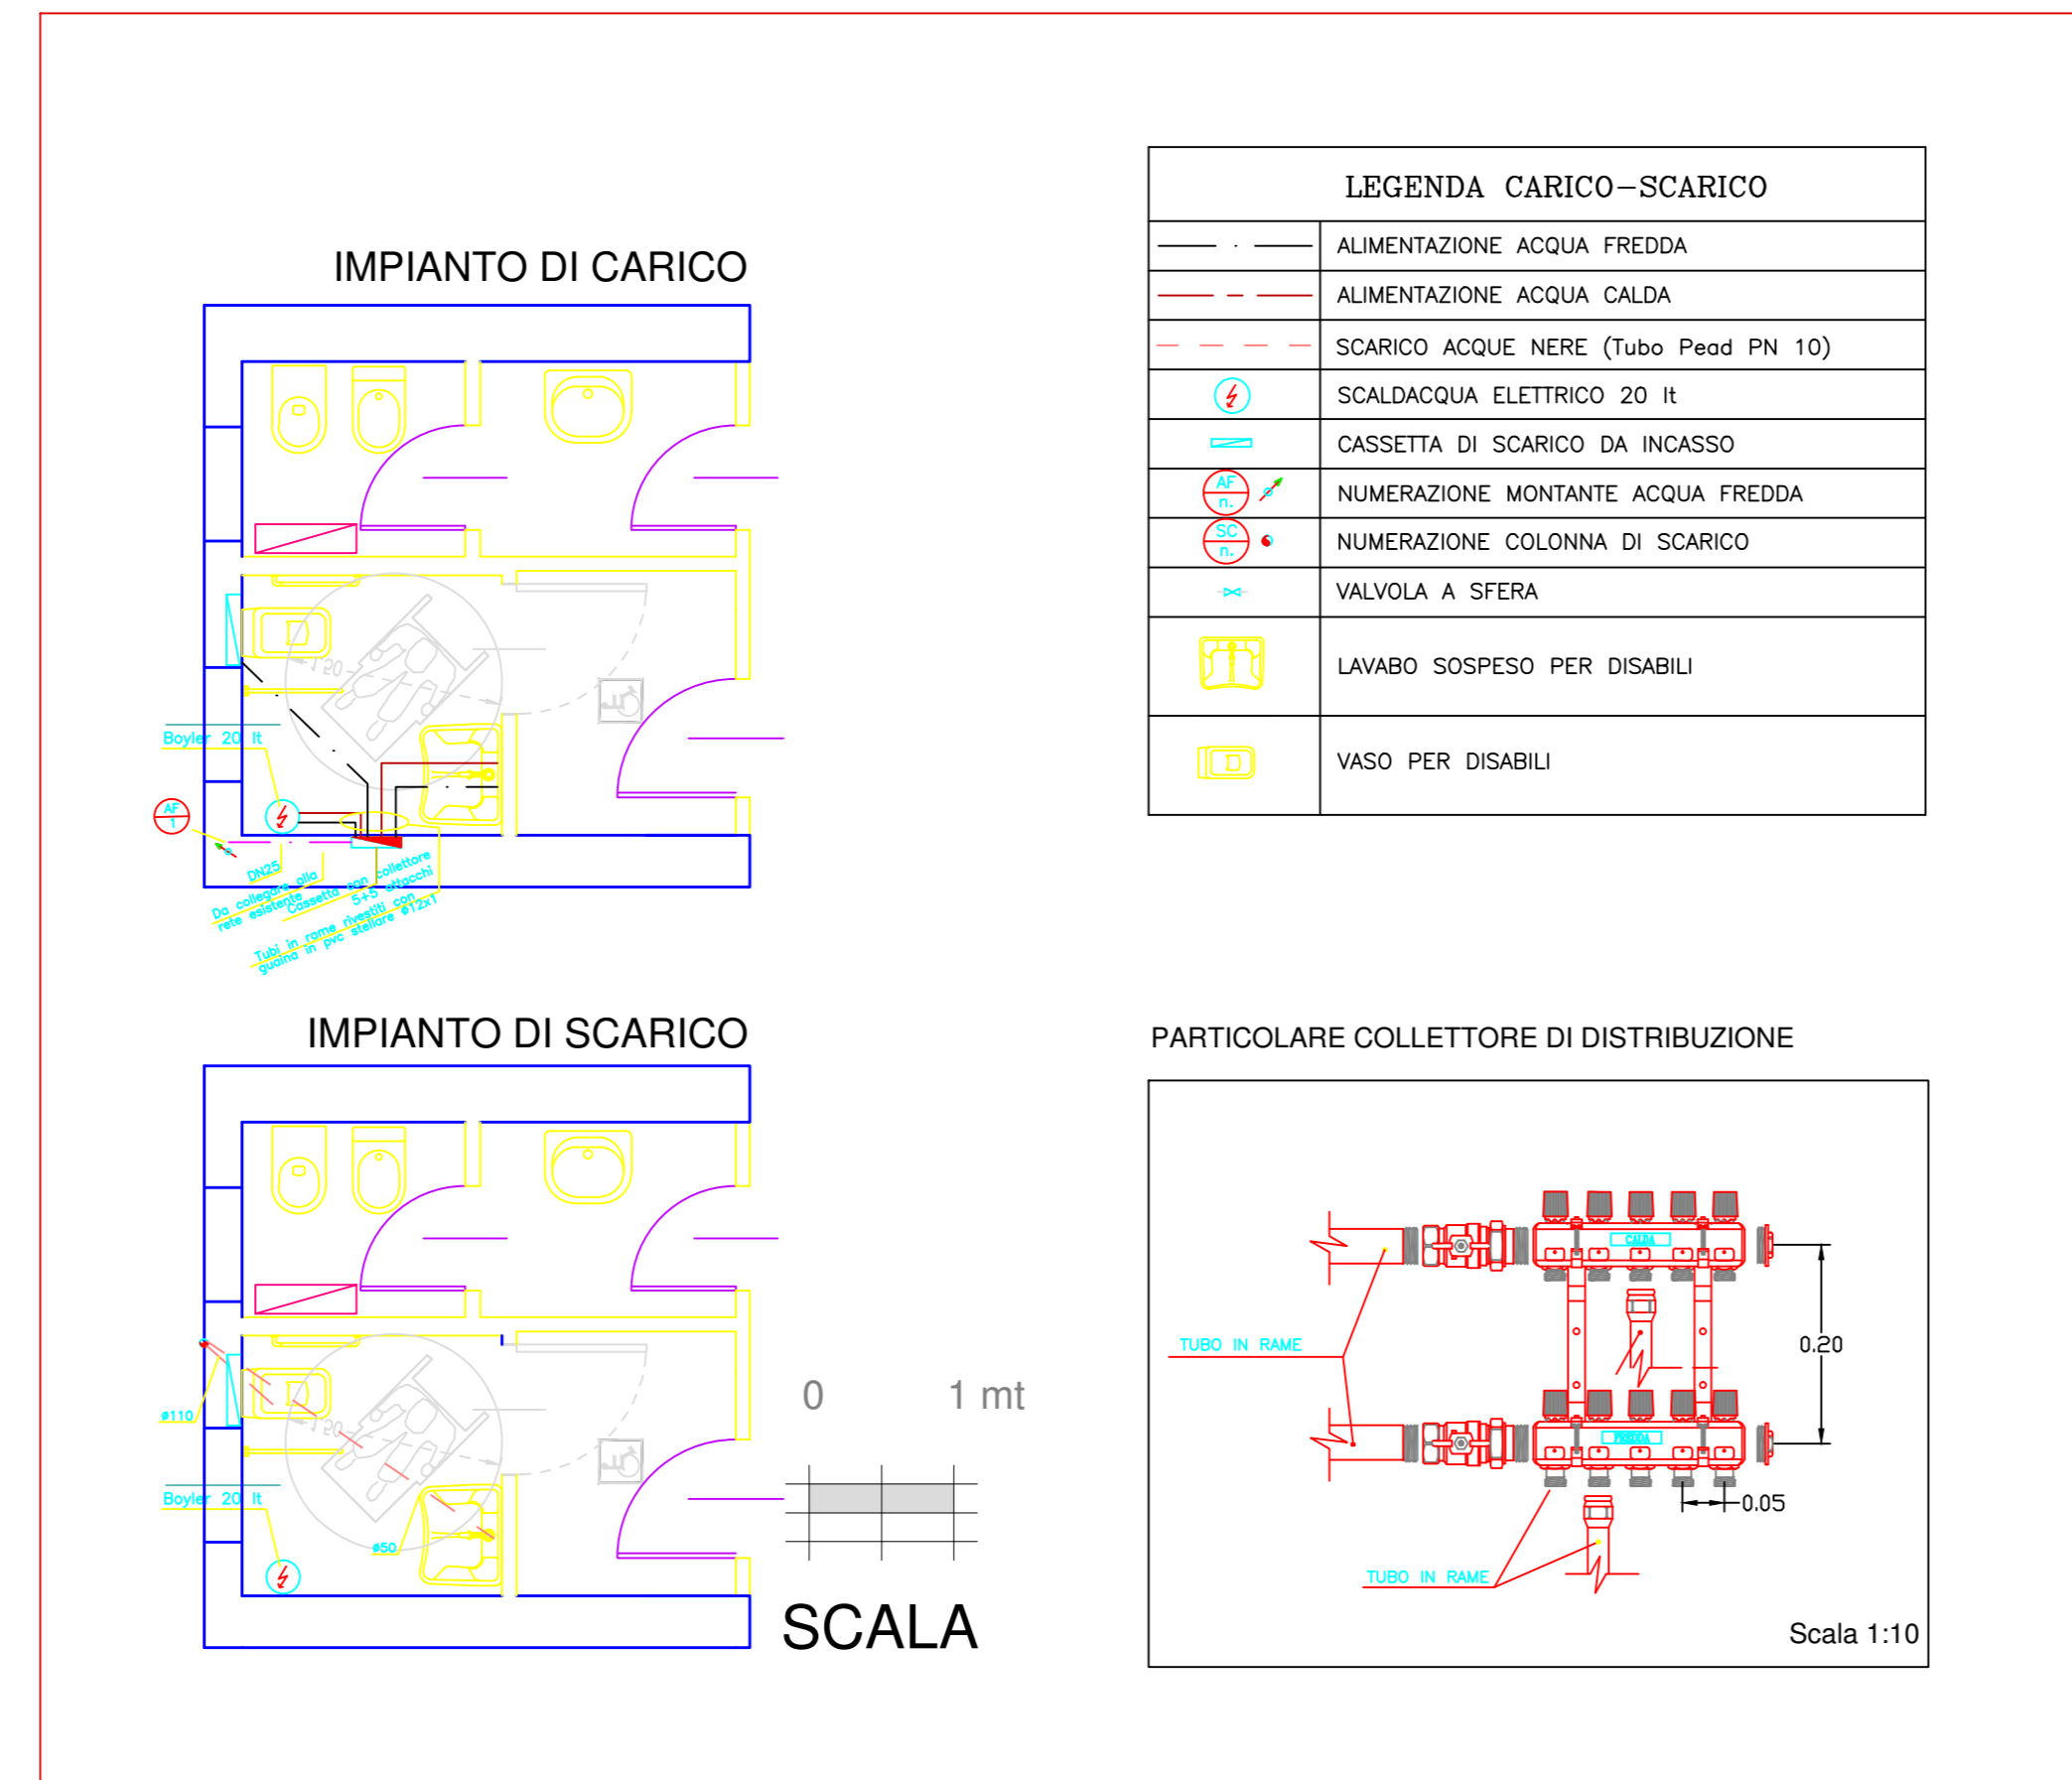 IMPIANTO DI CARICO
1.50
Boyler 20 lt
AF
1
DN25
Da collegare alla
rete esistente
Cassetta con collettore
5+5 attacchi
Tubi in rame rivestiti con
guaina in pvc stellare ø12x1
LEGENDA CARICO-SCARICO
ALIMENTAZIONE ACQUA FREDDA
ALIMENTAZIONE ACQUA CALDA
SCARICO ACQUE NERE (Tubo Pead PN 10)
SCALDACQUA ELETTRICO 20 lt
CASSETTA DI SCARICO DA INCASSO
AF
n.
NUMERAZIONE MONTANTE ACQUA FREDDA
SC
n.
NUMERAZIONE COLONNA DI SCARICO
VALVOLA A SFERA
LAVABO SOSPESO PER DISABILI
VASO PER DISABILI
IMPIANTO DI SCARICO
ø110
1.50
Boyler 20 lt
ø50
0 1 mt
SCALA
PARTICOLARE COLLETTORE DI DISTRIBUZIONE
CALDA
TUBO IN RAME
0.20
FREDDA
0.05
TUBO IN RAME
Scala 1:10